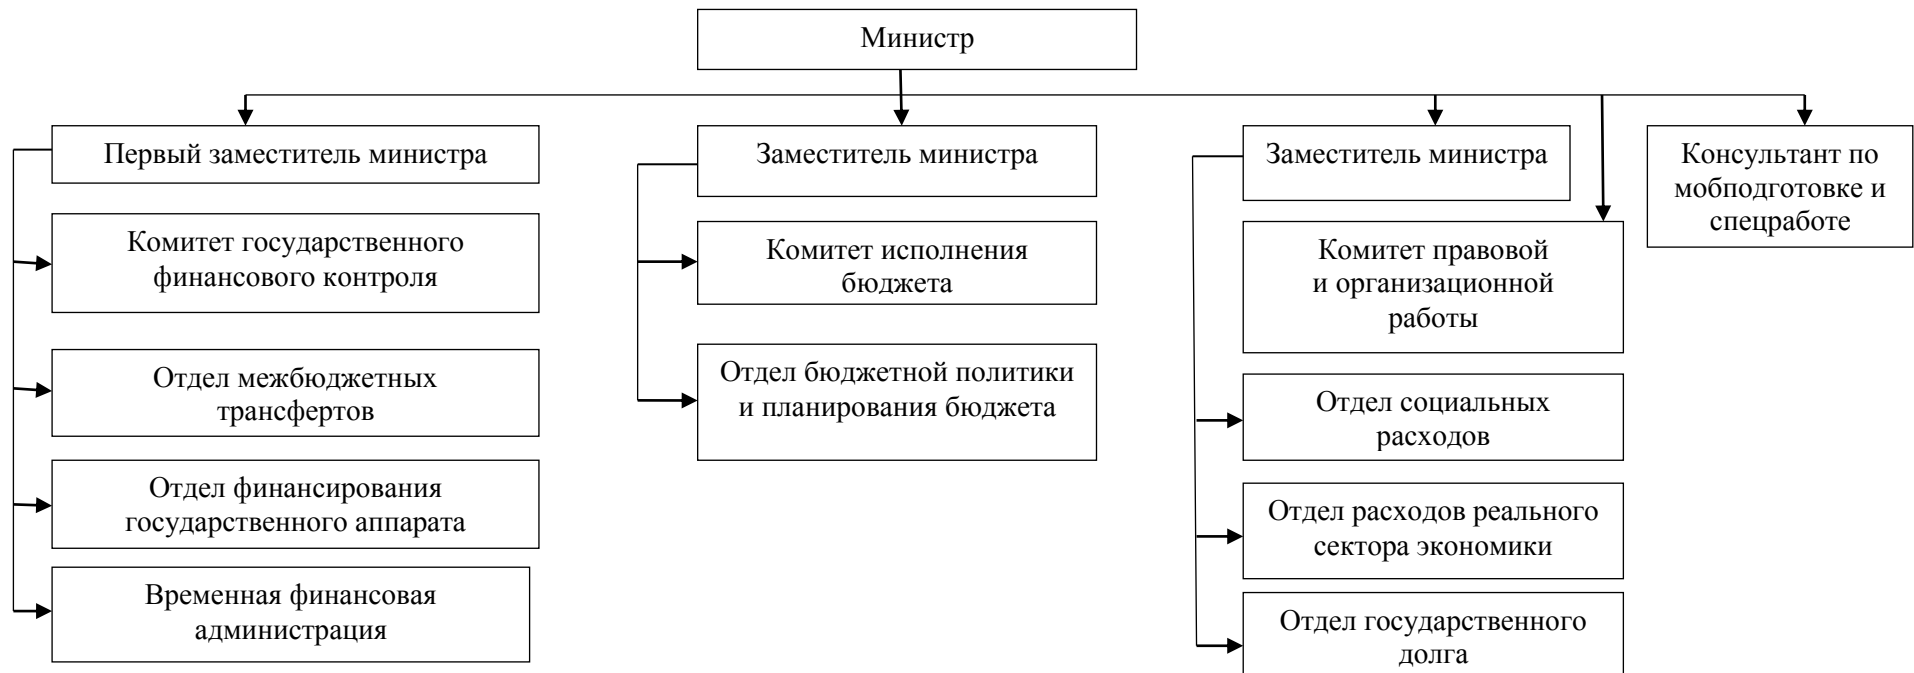 Министр
Первый заместитель министра
Заместитель министра
Заместитель министра
Консультант по
мобподготовке и
спецработе
Комитет государственного
финансового контроля
Отдел межбюджетных
трансфертов
Отдел финансирования
государственного аппарата
Временная финансовая
администрация
Комитет исполнения
бюджета
Отдел бюджетной политики
и планирования бюджета
Комитет правовой
и организационной
работы
Отдел социальных
расходов
Отдел расходов реального
сектора экономики
Отдел государственного
долга